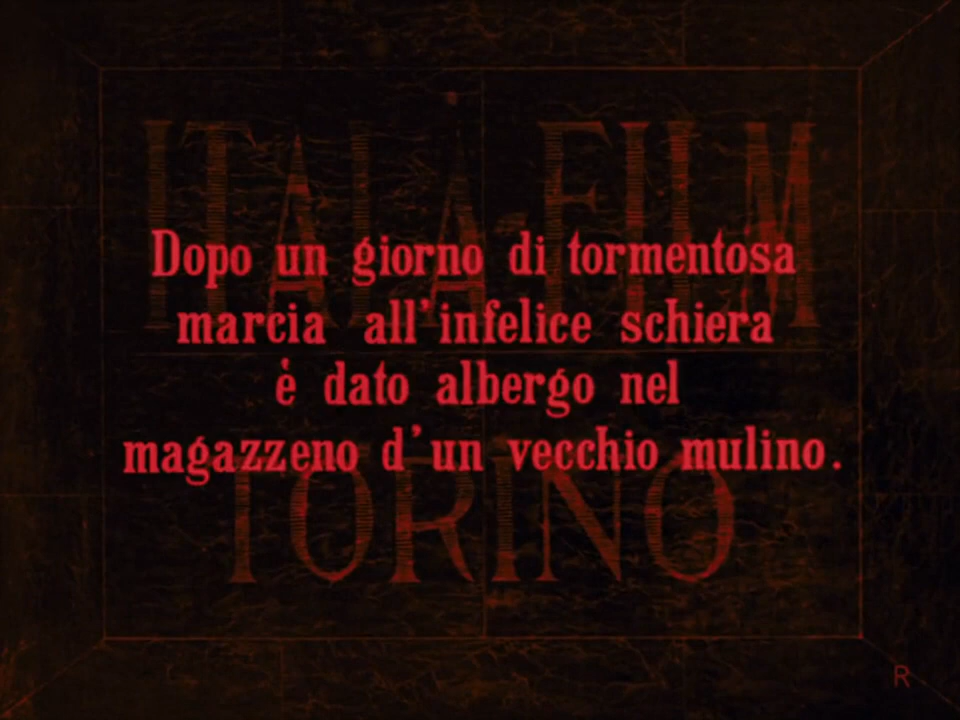 ITALA-FILM
Dopo un giorno di tormentosa
marcia all'infelice schiera
è dato albergo nel
magazzeno d'un vecchio mulino.
TORINO
R